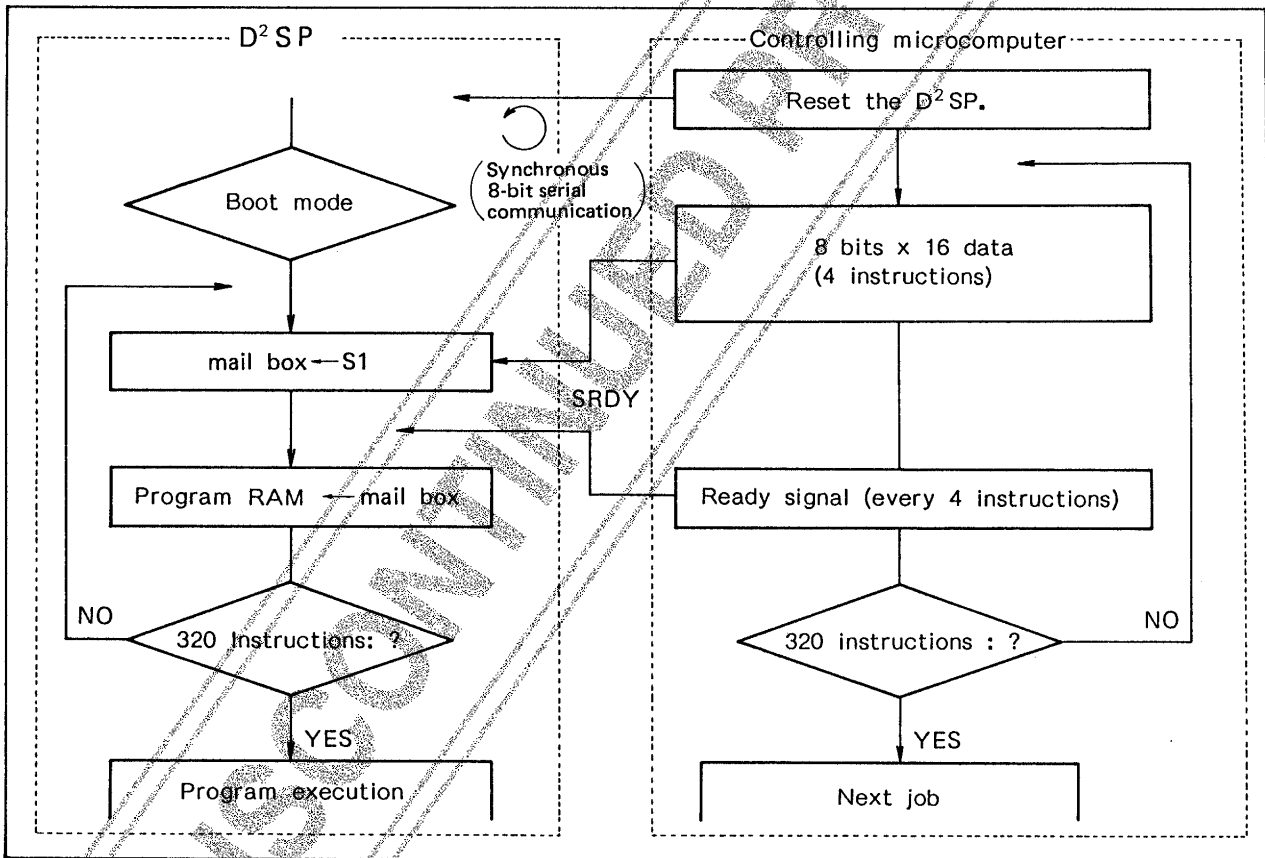 D² SP
Boot mode
mail box ← S1
Program RAM ← mail box
NO
320 Instructions: ?
YES
Program execution
(Synchronous
8-bit serial
communication)
SRDY
Controlling microcomputer
Reset the D² SP.
8 bits x 16 data
(4 instructions)
Ready signal (every 4 instructions)
320 instructions : ?
NO
YES
Next job